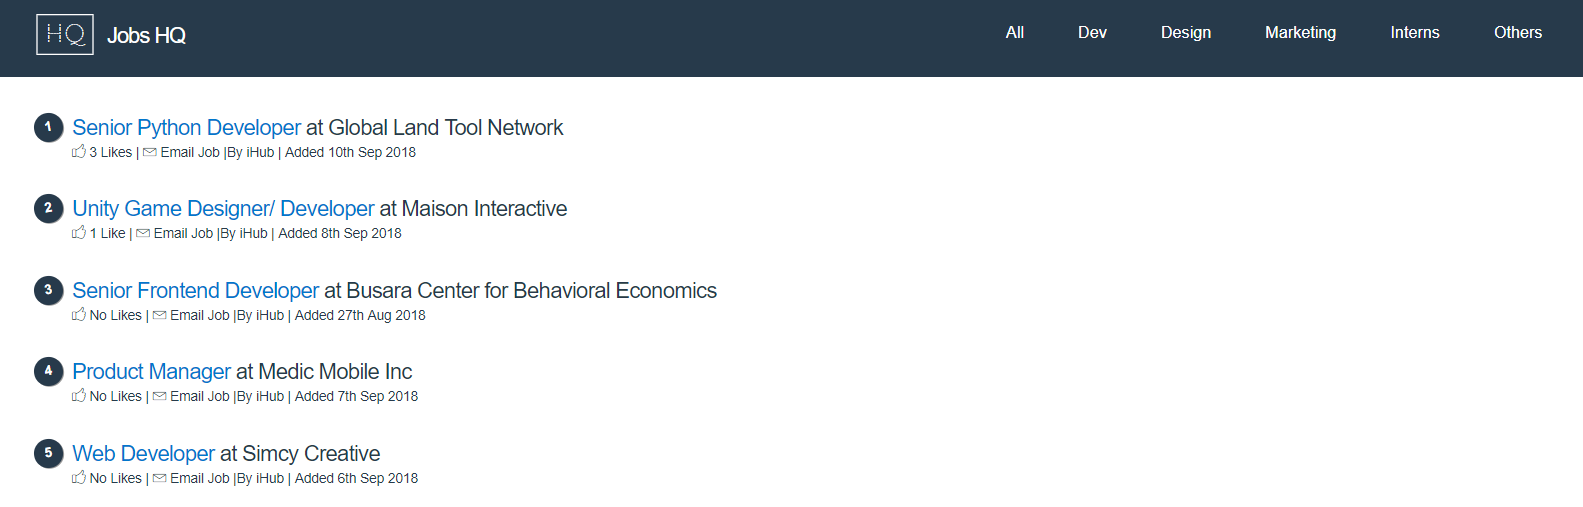 HQ Jobs HQ All Dev Design Marketing Interns Others
1 Senior Python Developer at Global Land Tool Network
3 Likes | Email Job |By iHub | Added 10th Sep 2018
2 Unity Game Designer/ Developer at Maison Interactive
1 Like | Email Job |By iHub | Added 8th Sep 2018
3 Senior Frontend Developer at Busara Center for Behavioral Economics
No Likes | Email Job |By iHub | Added 27th Aug 2018
4 Product Manager at Medic Mobile Inc
No Likes | Email Job |By iHub | Added 7th Sep 2018
5 Web Developer at Simcy Creative
No Likes | Email Job |By iHub | Added 6th Sep 2018